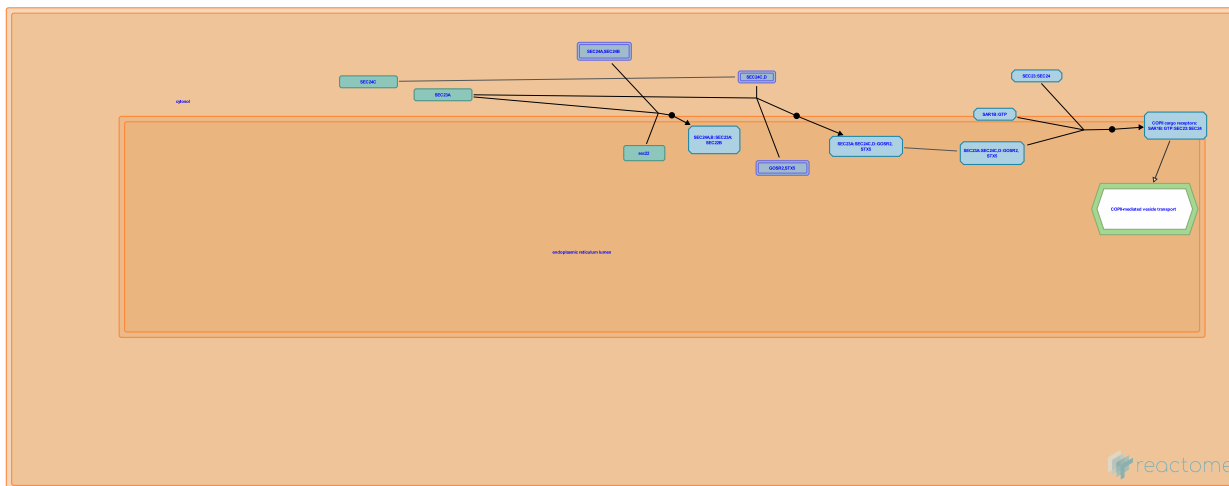 SEC24A,SEC24B
SEC24C
SEC24C,D
SEC23:SEC24
SEC23A
cytosol
SAR1B:GTP
COPII cargo receptors:
SAR1B:GTP:SEC23:SEC24
SEC24A,B:SEC23A:
SEC22B
sec22
SEC23A:SEC24C,D:GOSR2,
STX5
SEC23A:SEC24C,D:GOSR2,
STX5
GOSR2,STX5
COPII-mediated vesicle transport
endoplasmic reticulum lumen
reactome